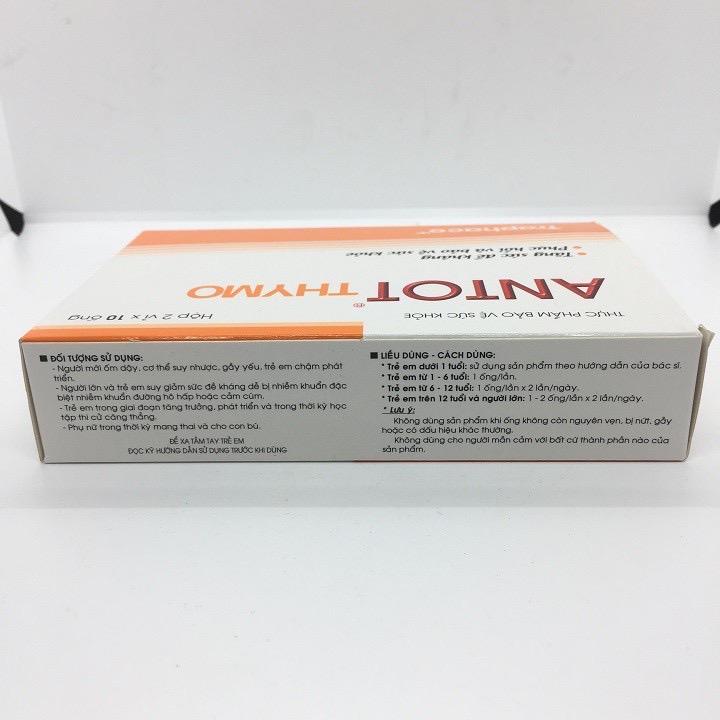 Traphaco
• Tăng sức đề kháng
• Phục hồi và bảo vệ sức khỏe
ANTOT® THYMO
THỰC PHẨM BẢO VỆ SỨC KHỎE
Hộp 2 vỉ x 10 ống
■ ĐỐI TƯỢNG SỬ DỤNG:
- Người mới ốm dậy, cơ thể suy nhược, gầy yếu, trẻ em chậm phát
triển.
- Người lớn và trẻ em suy giảm sức đề kháng dễ bị nhiễm khuẩn đặc
biệt nhiễm khuẩn đường hô hấp hoặc cảm cúm.
- Trẻ em trong giai đoạn tăng trưởng, phát triển và trong thời kỳ học
tập thi cử căng thẳng.
- Phụ nữ trong thời kỳ mang thai và cho con bú.
ĐỂ XA TẦM TAY TRẺ EM
ĐỌC KỸ HƯỚNG DẪN SỬ DỤNG TRƯỚC KHI DÙNG
■ LIỀU DÙNG - CÁCH DÙNG:
* Trẻ em dưới 1 tuổi: sử dụng sản phẩm theo hướng dẫn của bác sĩ.
* Trẻ em từ 1 - 6 tuổi: 1 ống/lần.
* Trẻ em từ 6 - 12 tuổi: 1 ống/lần x 2 lần/ngày.
* Trẻ em trên 12 tuổi và người lớn: 1 - 2 ống/lần x 2 lần/ngày.
* Lưu ý:
Không dùng sản phẩm khi ống không còn nguyên vẹn, bị nứt, gẫy
hoặc có dấu hiệu khác thường.
Không dùng cho người mẫn cảm với bất cứ thành phần nào của
sản phẩm.